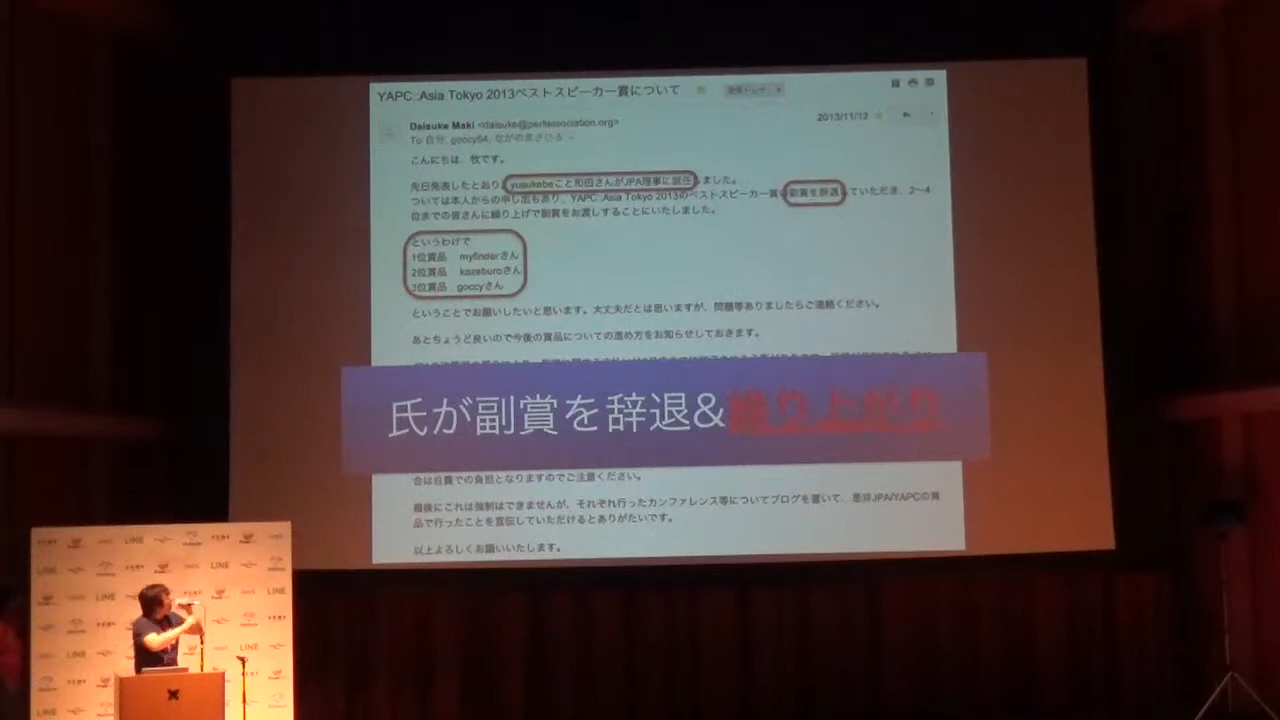 YAPC::Asia Tokyo 2013ベストスピーカー賞について
Daisuke Maki <daisuke@perlassociation.org>
2013/11/12
To 自分, goccy54, ながのまさひろ
こんにちは、牧です。
先日発表したとおり、yusukebeこと和田さんがJPA理事に就任しました。
ついては本人からの申し出もあり、YAPC::Asia Tokyo 2013のベストスピーカー賞の副賞を辞退していただき、2〜4
位までの皆さんに繰り上げで副賞をお渡しすることにいたしました。
というわけで
1位賞品 myfinderさん
2位賞品 kazeburoさん
3位賞品 goccyさん
ということでお願いしたいと思います。大丈夫だとは思いますが、問題等ありましたらご連絡ください。
あとちょうど良いので今後の賞品についての進め方をお知らせしておきます。
氏が副賞を辞退&繰り上がり
合は自費での負担となりますのでご注意ください。
最後にこれは強制はできませんが、それぞれ行ったカンファレンス等についてブログを書いて、是非JPA/YAPCの賞
品で行ったことを宣伝していただけるとありがたいです。
以上よろしくお願いいたします。
LINE
LINE
LINE
LINE
LINE
LINE
LINE